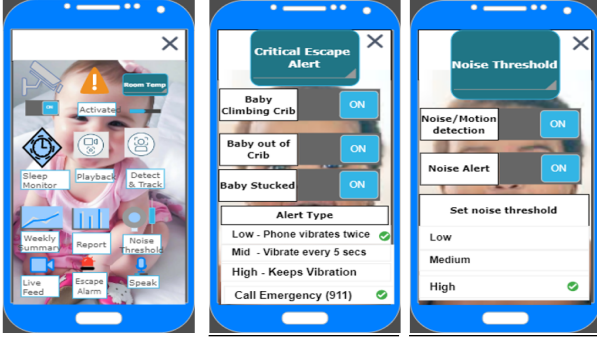 Room Temp
ON
Activated
Sleep
Monitor
Playback
Detect
& Track
Weekly
Summary
Report
Noise
Threshold
Live
Feed
Escape
Alarm
Speak
Critical Escape
Alert
Baby
Climbing Crib
ON
Baby out of
Crib
ON
Baby Stucked
ON
Alert Type
Low - Phone vibrates twice
Mid - Vibrate every 5 secs
High - Keeps Vibration
Call Emergency (911)
Noise Threshold
Noise/Motion
detection
ON
Noise Alert
ON
Set noise threshold
Low
Medium
High